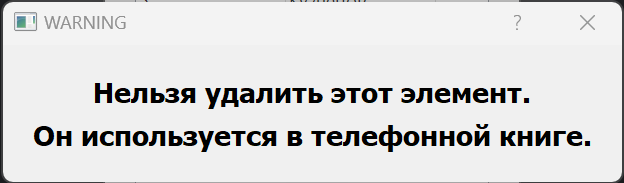 WARNING
Нельзя удалить этот элемент.
Он используется в телефонной книге.